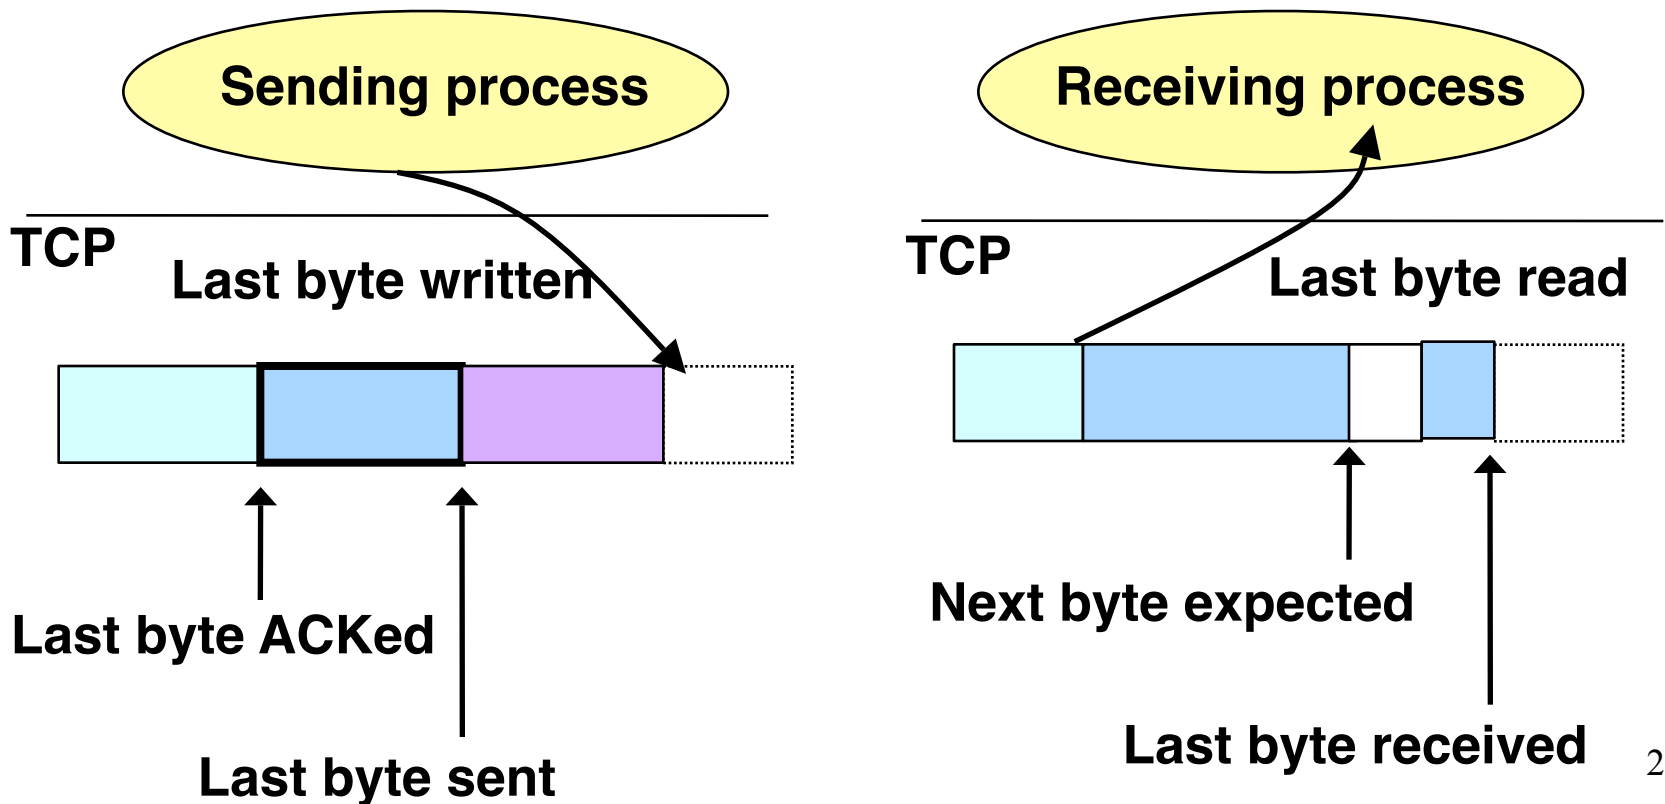 Sending process
TCP
Last byte written
Last byte ACKed
Last byte sent
Receiving process
TCP
Last byte read
Next byte expected
Last byte received
2